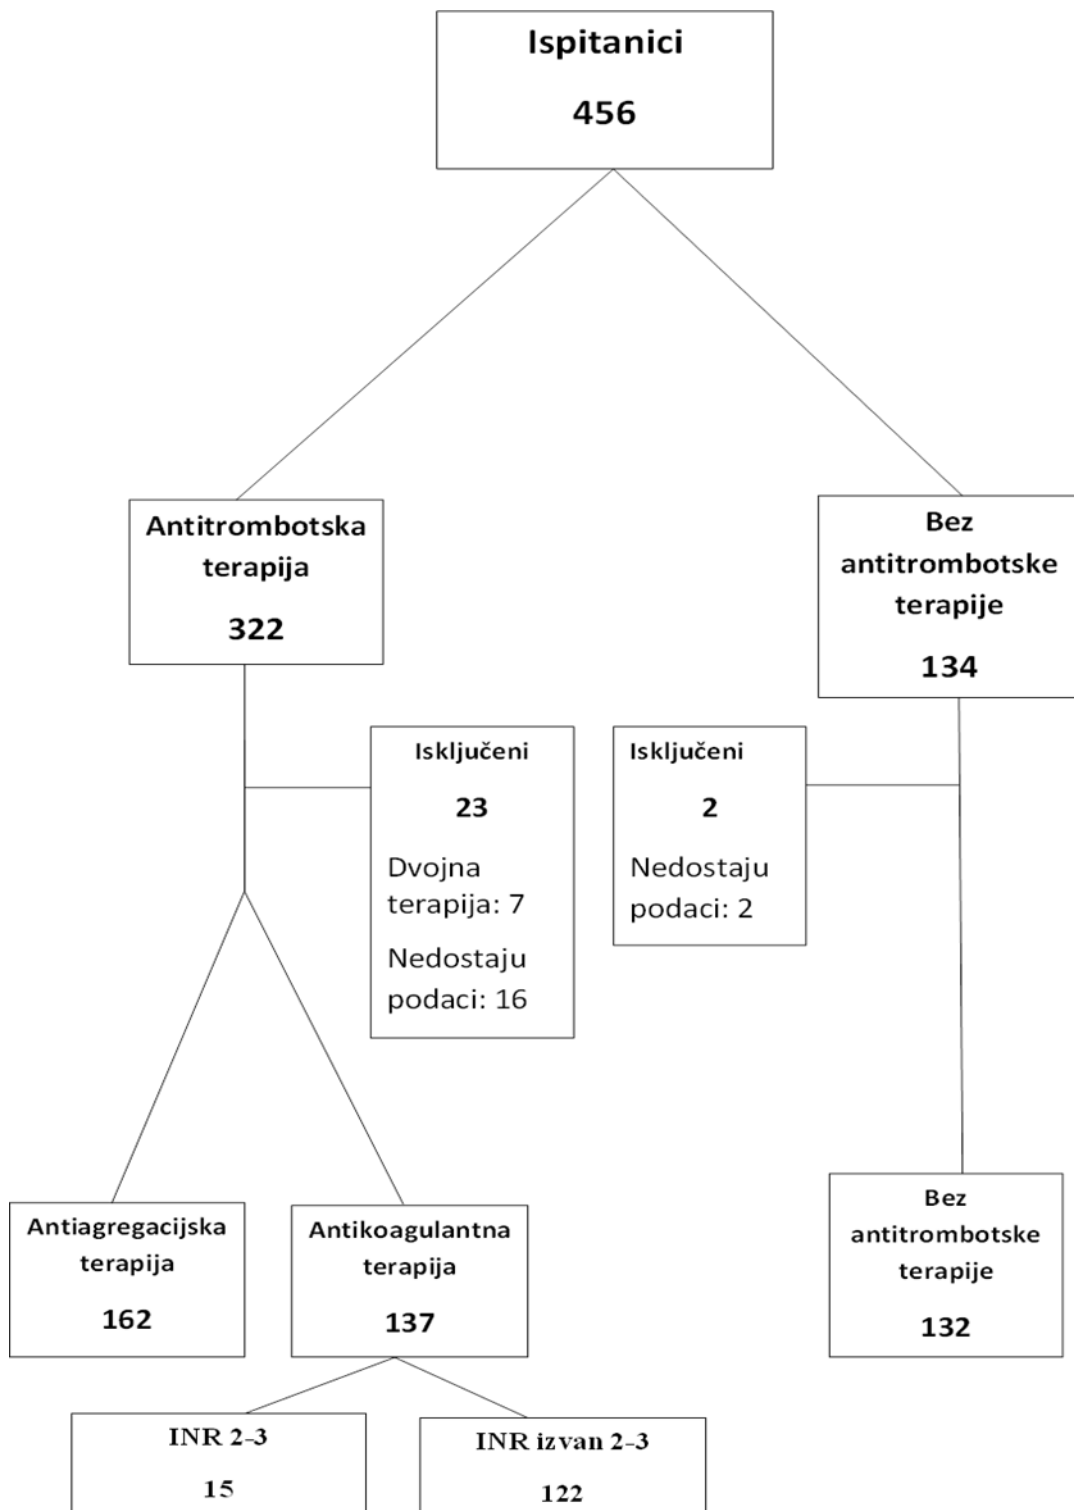 Ispitanici
456
Antitrombotska
terapija
322
Bez
antitrombotske
terapije
134
Isključeni
23
Dvojna
terapija: 7
Nedostaju
podaci: 16
Isključeni
2
Nedostaju
podaci: 2
Antiagregacijska
terapija
162
Antikoagulantna
terapija
137
Bez
antitrombotske
terapije
132
INR 2-3
15
INR izvan 2-3
122